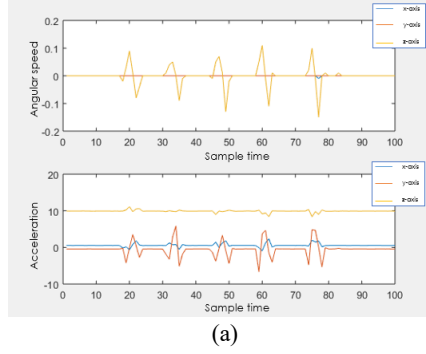 0.2
0.1
0
-0.1
-0.2
Angular speed
x-axis
y-axis
z-axis
0 10 20 30 40 50 60 70 80 90 100
Sample time
20
10
0
-10
Acceleration
x-axis
y-axis
z-axis
0 10 20 30 40 50 60 70 80 90 100
Sample time
(a)